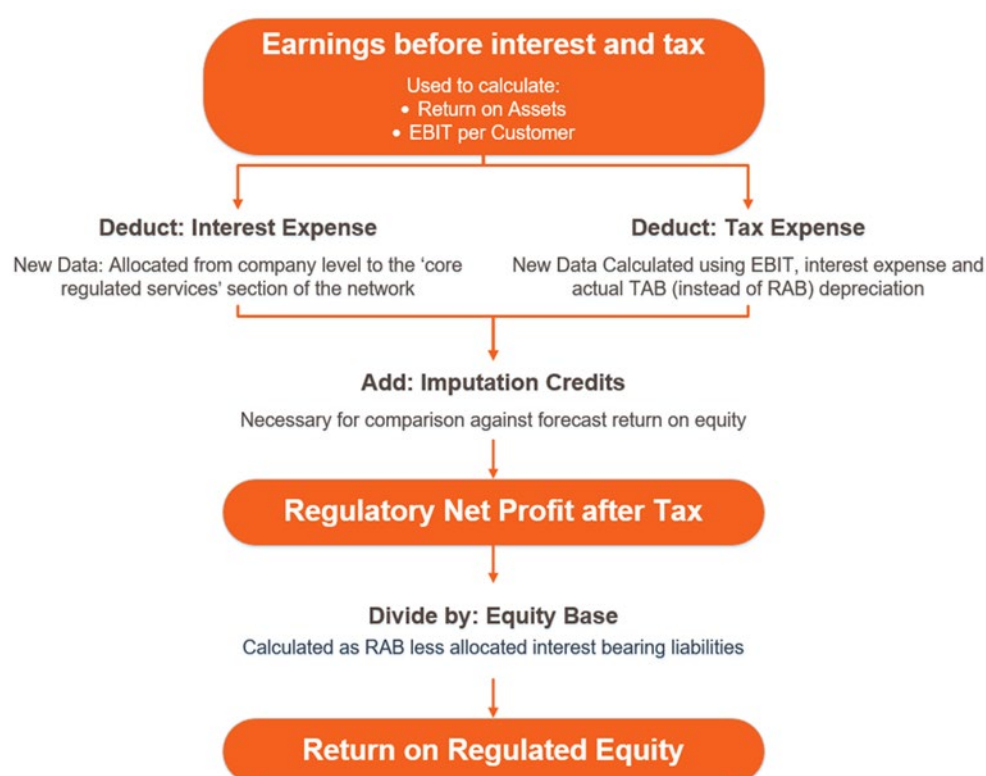 Earnings before interest and tax
Used to calculate:
• Return on Assets
• EBIT per Customer
Deduct: Interest Expense
New Data: Allocated from company level to the ‘core
regulated services’ section of the network
Deduct: Tax Expense
New Data Calculated using EBIT, interest expense and
actual TAB (instead of RAB) depreciation
Add: Imputation Credits
Necessary for comparison against forecast return on equity
Regulatory Net Profit after Tax
Divide by: Equity Base
Calculated as RAB less allocated interest bearing liabilities
Return on Regulated Equity